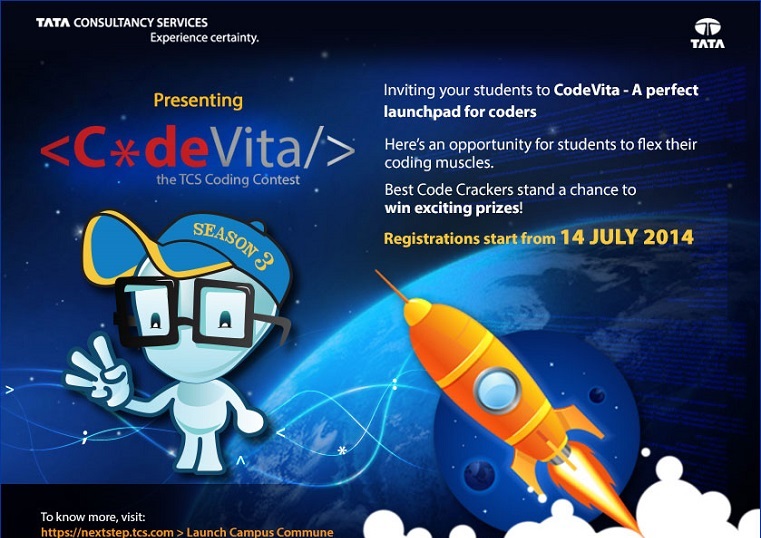 TATA CONSULTANCY SERVICES
Experience certainty.
TATA
Presenting
<C*deVita/>
the TCS Coding Contest
Inviting your students to CodeVita - A perfect
launchpad for coders
Here's an opportunity for students to flex their
coding muscles.
Best Code Crackers stand a chance to
win exciting prizes!
Registrations start from 14 JULY 2014
SEASON 3
>
;
<
*
^
;
To know more, visit:
https://nextstep.tcs.com > Launch Campus Commune